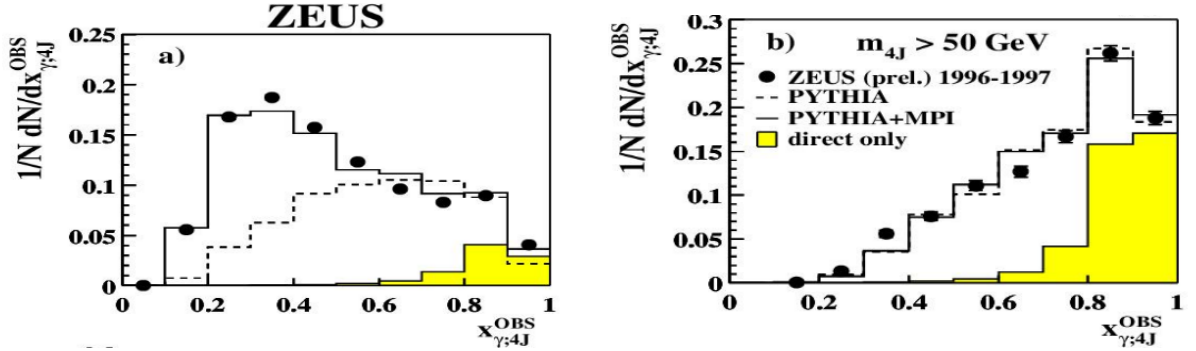 ZEUS
a)
1/N dN/dx^OBS_γ;4J
0.25
0.2
0.15
0.1
0.05
0
0 0.2 0.4 0.6 0.8 1
x^OBS_γ;4J
b) m_4J > 50 GeV
ZEUS (prel.) 1996-1997
PYTHIA
PYTHIA+MPI
direct only
1/N dN/dx^OBS_γ;4J
0.3
0.25
0.2
0.15
0.1
0.05
0
0 0.2 0.4 0.6 0.8 1
x^OBS_γ;4J